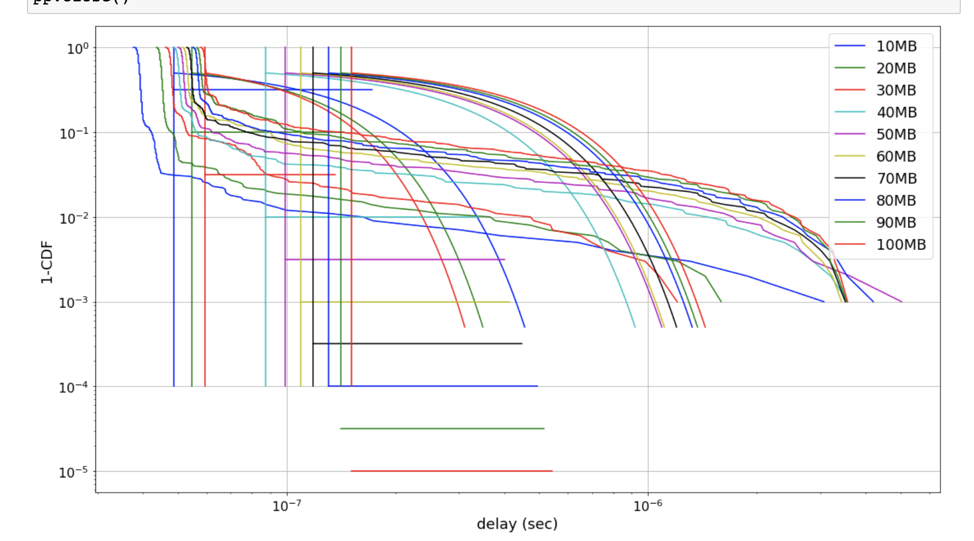 10⁰
10⁻¹
10⁻²
10⁻³
10⁻⁴
10⁻⁵
1-CDF
10⁻⁷
10⁻⁶
delay (sec)
10MB
20MB
30MB
40MB
50MB
60MB
70MB
80MB
90MB
100MB